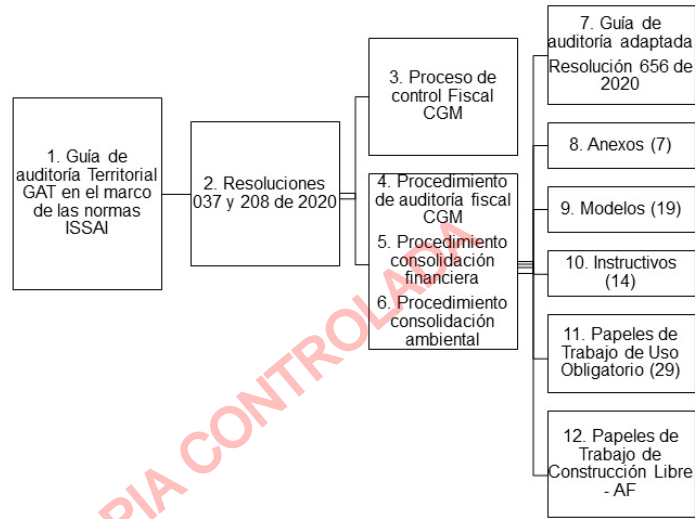 1. Guía de
auditoría Territorial
GAT en el marco
de las normas
ISSAI
2. Resoluciones
037 y 208 de 2020
3. Proceso de
control Fiscal
CGM
4. Procedimiento
de auditoría fiscal
CGM
5. Procedimiento
consolidación
financiera
6. Procedimiento
consolidación
ambiental
7. Guía de
auditoría adaptada
Resolución 656 de
2020
8. Anexos (7)
9. Modelos (19)
10. Instructivos
(14)
11. Papeles de
Trabajo de Uso
Obligatorio (29)
12. Papeles de
Trabajo de
Construcción Libre
- AF
PIA CONTROLADA